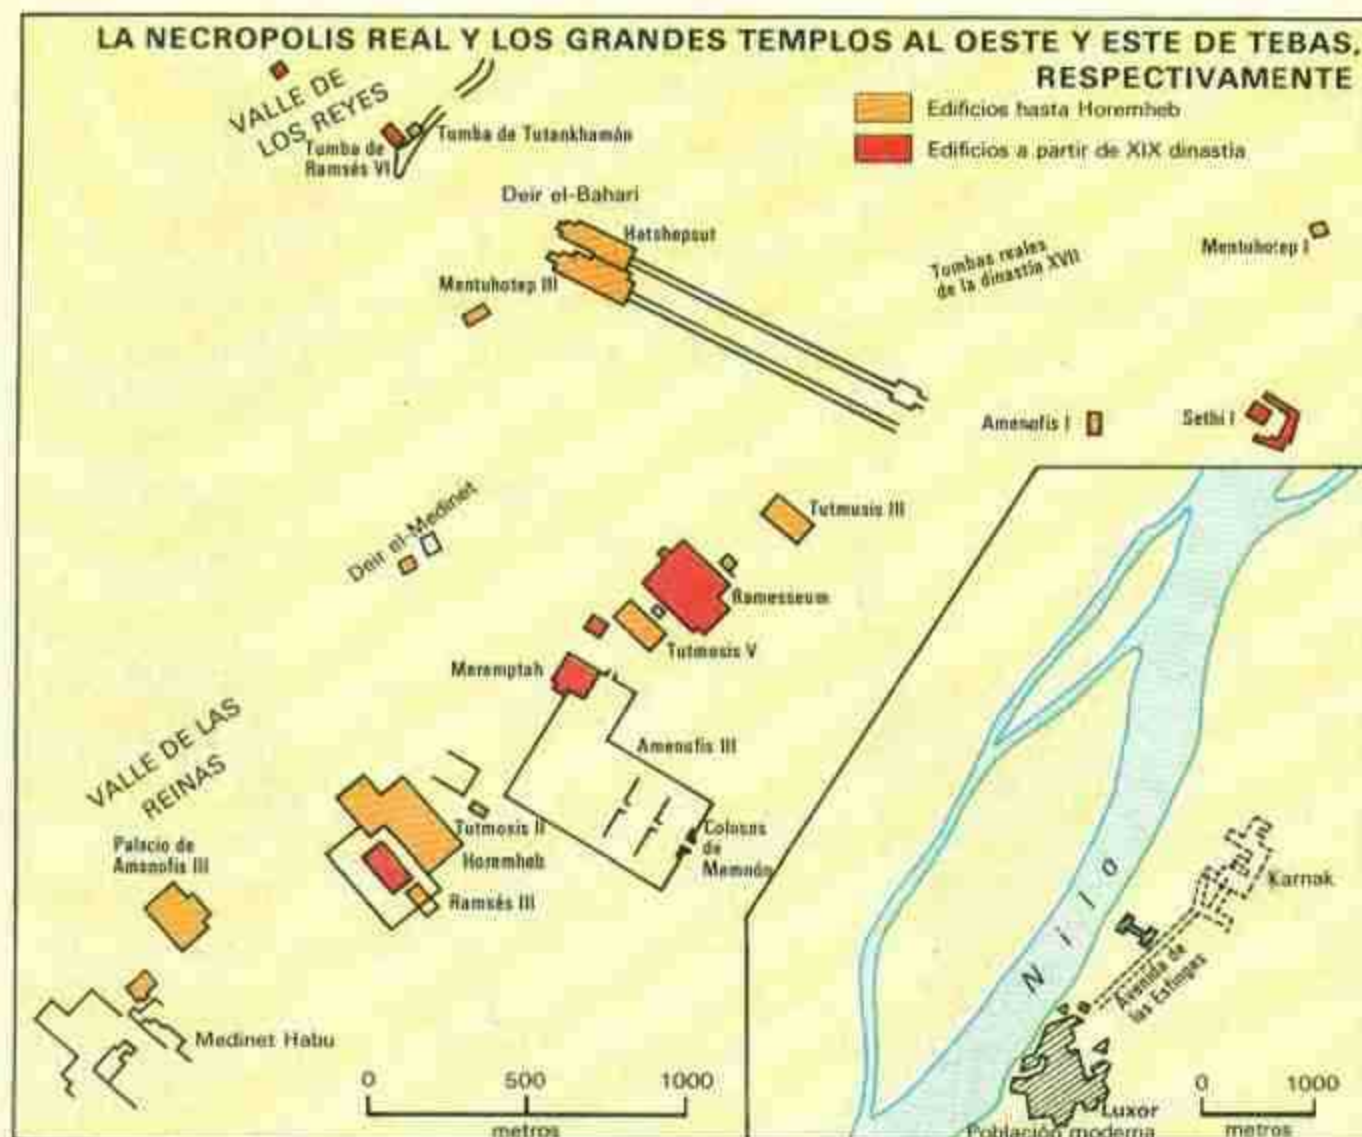 LA NECROPOLIS REAL Y LOS GRANDES TEMPLOS AL OESTE Y ESTE DE TEBAS,
RESPECTIVAMENTE
Edificios hasta Horemheb
Edificios a partir de XIX dinastía
VALLE DE
LOS REYES
Tumba de
Ramsés VI
Tumba de Tutankhamón
Deir el-Bahari
Hatshepsut
Mentuhotep III
Tumbas reales
de la dinastía XVII
Mentuhotep I
Amenofis I
Sethi I
Deir el-Medinet
Tutmosis III
Ramesseum
Tutmosis V
Meremptah
Amenofis III
VALLE DE LAS
REINAS
Palacio de
Amenofis III
Tutmosis II
Horemheb
Ramsés III
Colosos
de
Memnón
Medinet Habu
0 500 1000
metros
Nilo
Karnak
Avenida de
las Esfinges
Luxor
Población moderna
0 1000
metros